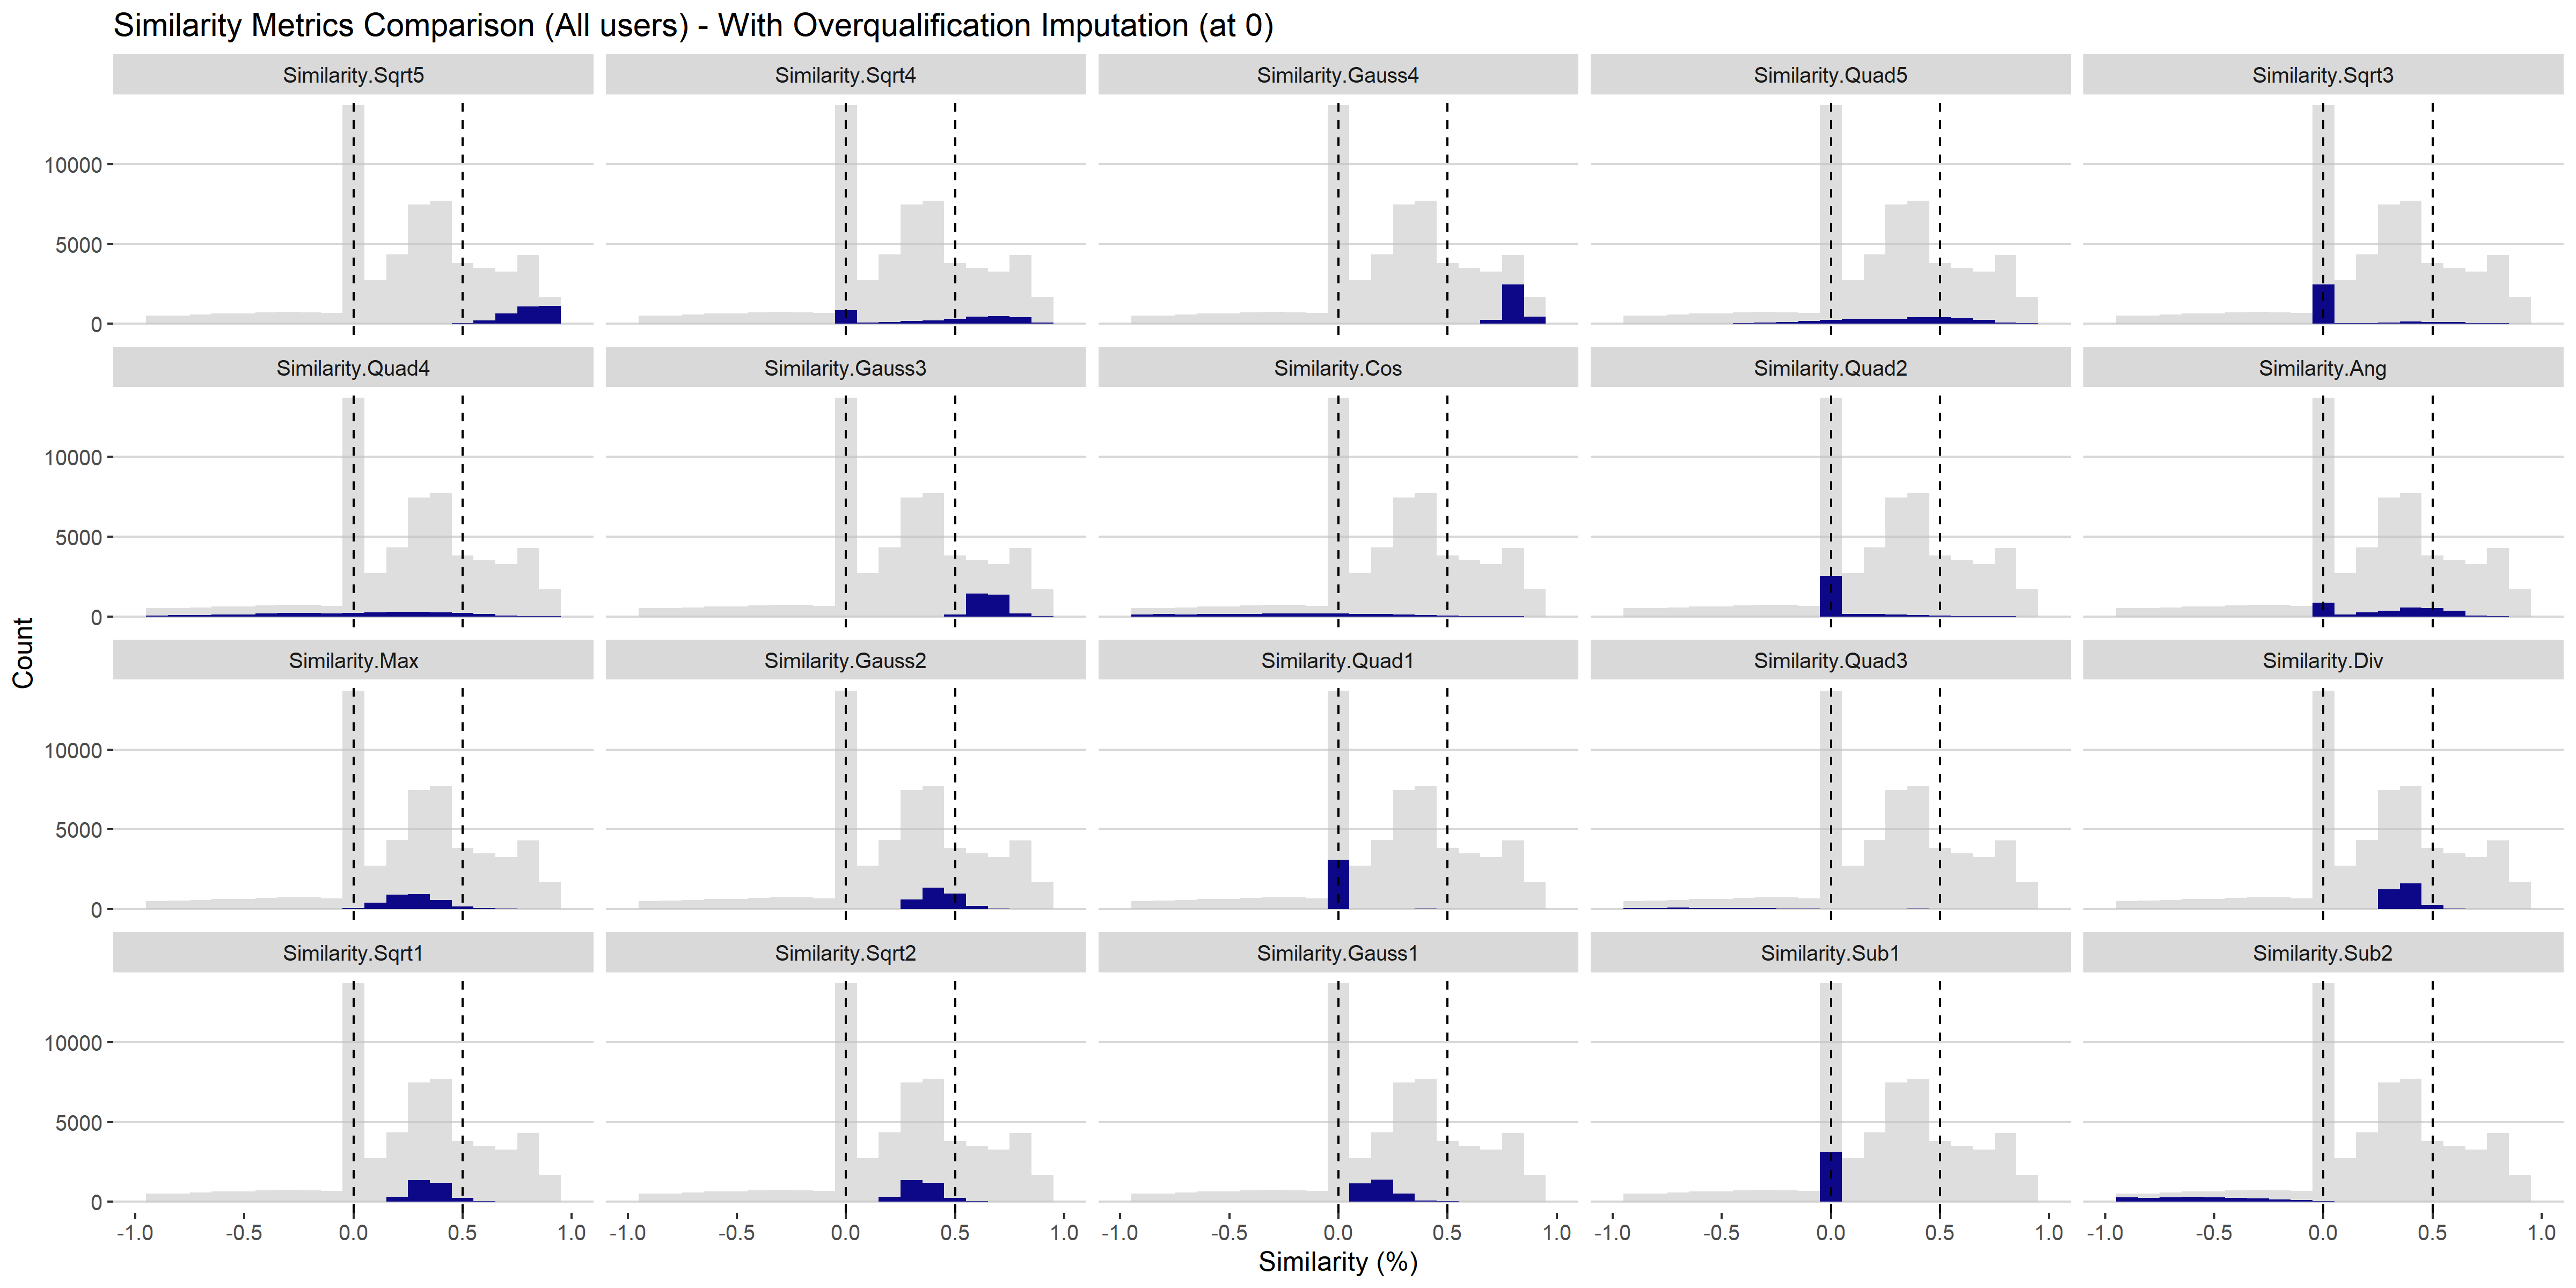 Similarity Metrics Comparison (All users) - With Overqualification Imputation (at 0)
Similarity.Sqrt5
Similarity.Sqrt4
Similarity.Gauss4
Similarity.Quad5
Similarity.Sqrt3
10000
5000
0
Similarity.Quad4
Similarity.Gauss3
Similarity.Cos
Similarity.Quad2
Similarity.Ang
10000
5000
0
Count
Similarity.Max
Similarity.Gauss2
Similarity.Quad1
Similarity.Quad3
Similarity.Div
10000
5000
0
Similarity.Sqrt1
Similarity.Sqrt2
Similarity.Gauss1
Similarity.Sub1
Similarity.Sub2
10000
5000
0
-1.0 -0.5 0.0 0.5 1.0
-1.0 -0.5 0.0 0.5 1.0
-1.0 -0.5 0.0 0.5 1.0
-1.0 -0.5 0.0 0.5 1.0
-1.0 -0.5 0.0 0.5 1.0
Similarity (%)